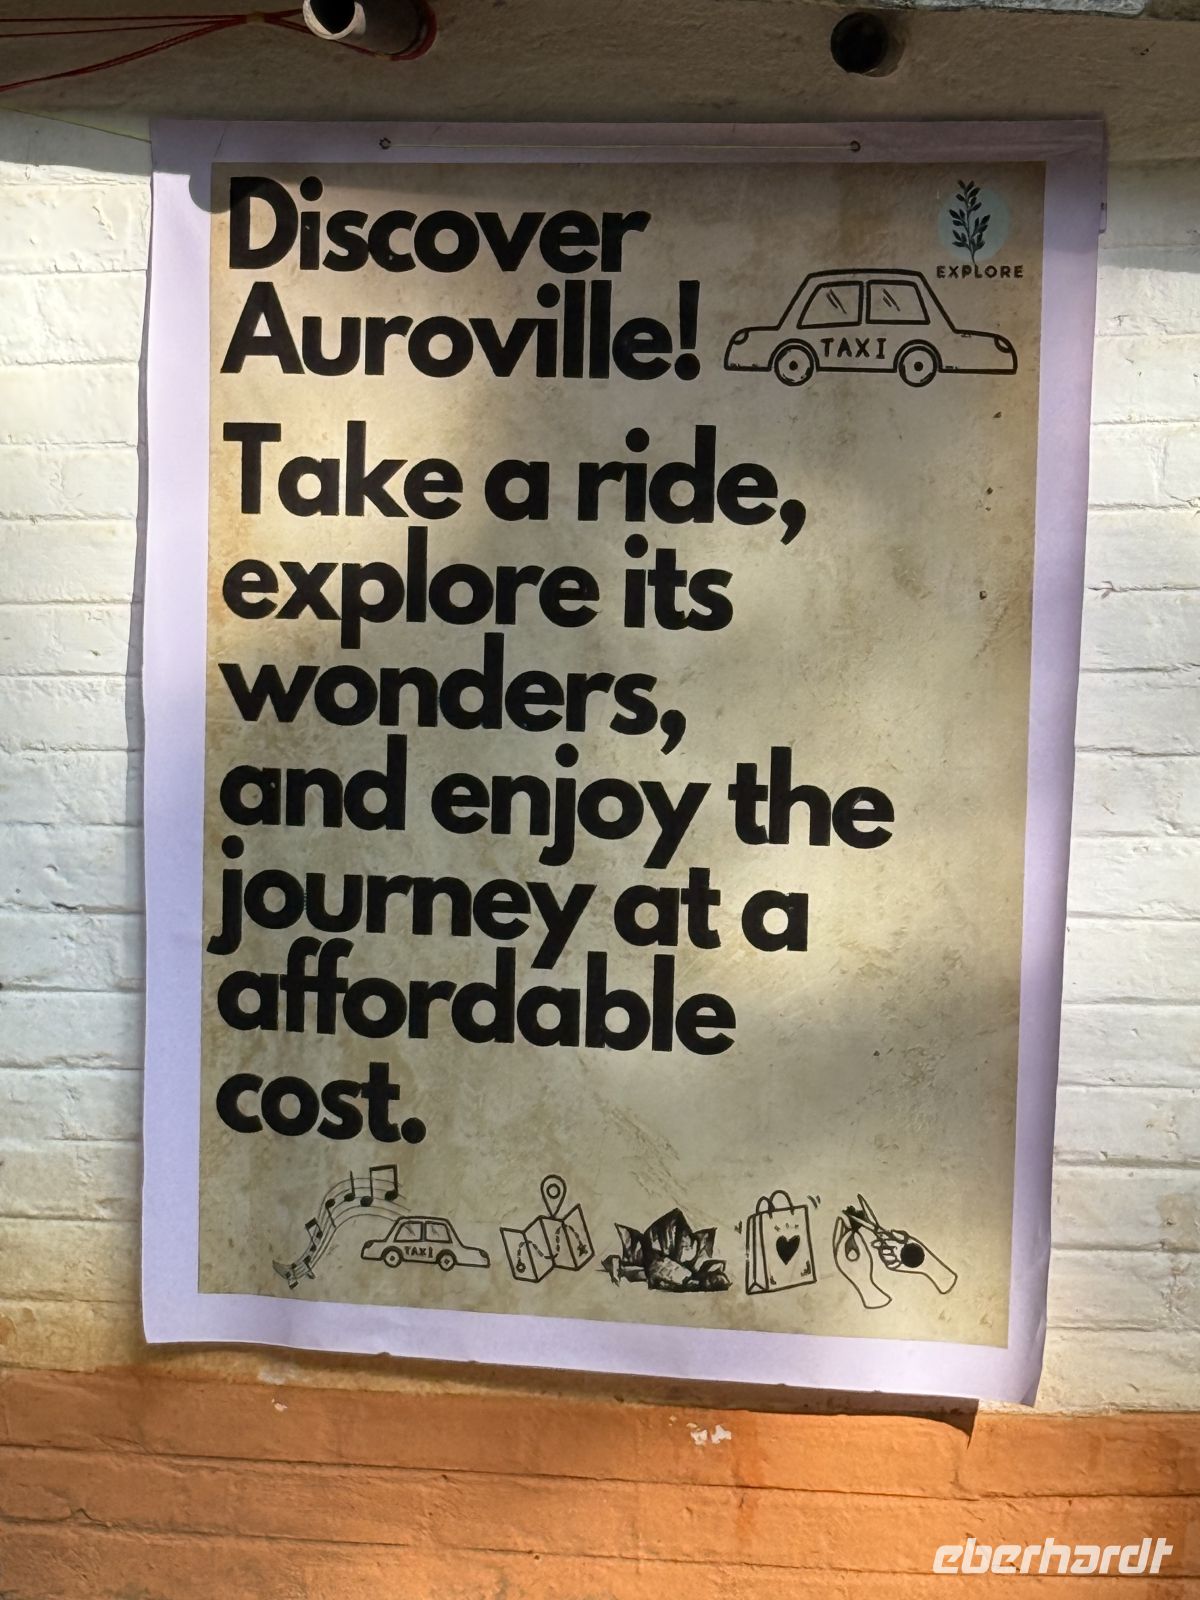 Discover
Auroville!
EXPLORE
TAXI
Take a ride,
explore its
wonders,
and enjoy the
journey at a
affordable
cost.
TAXI
eberhardt